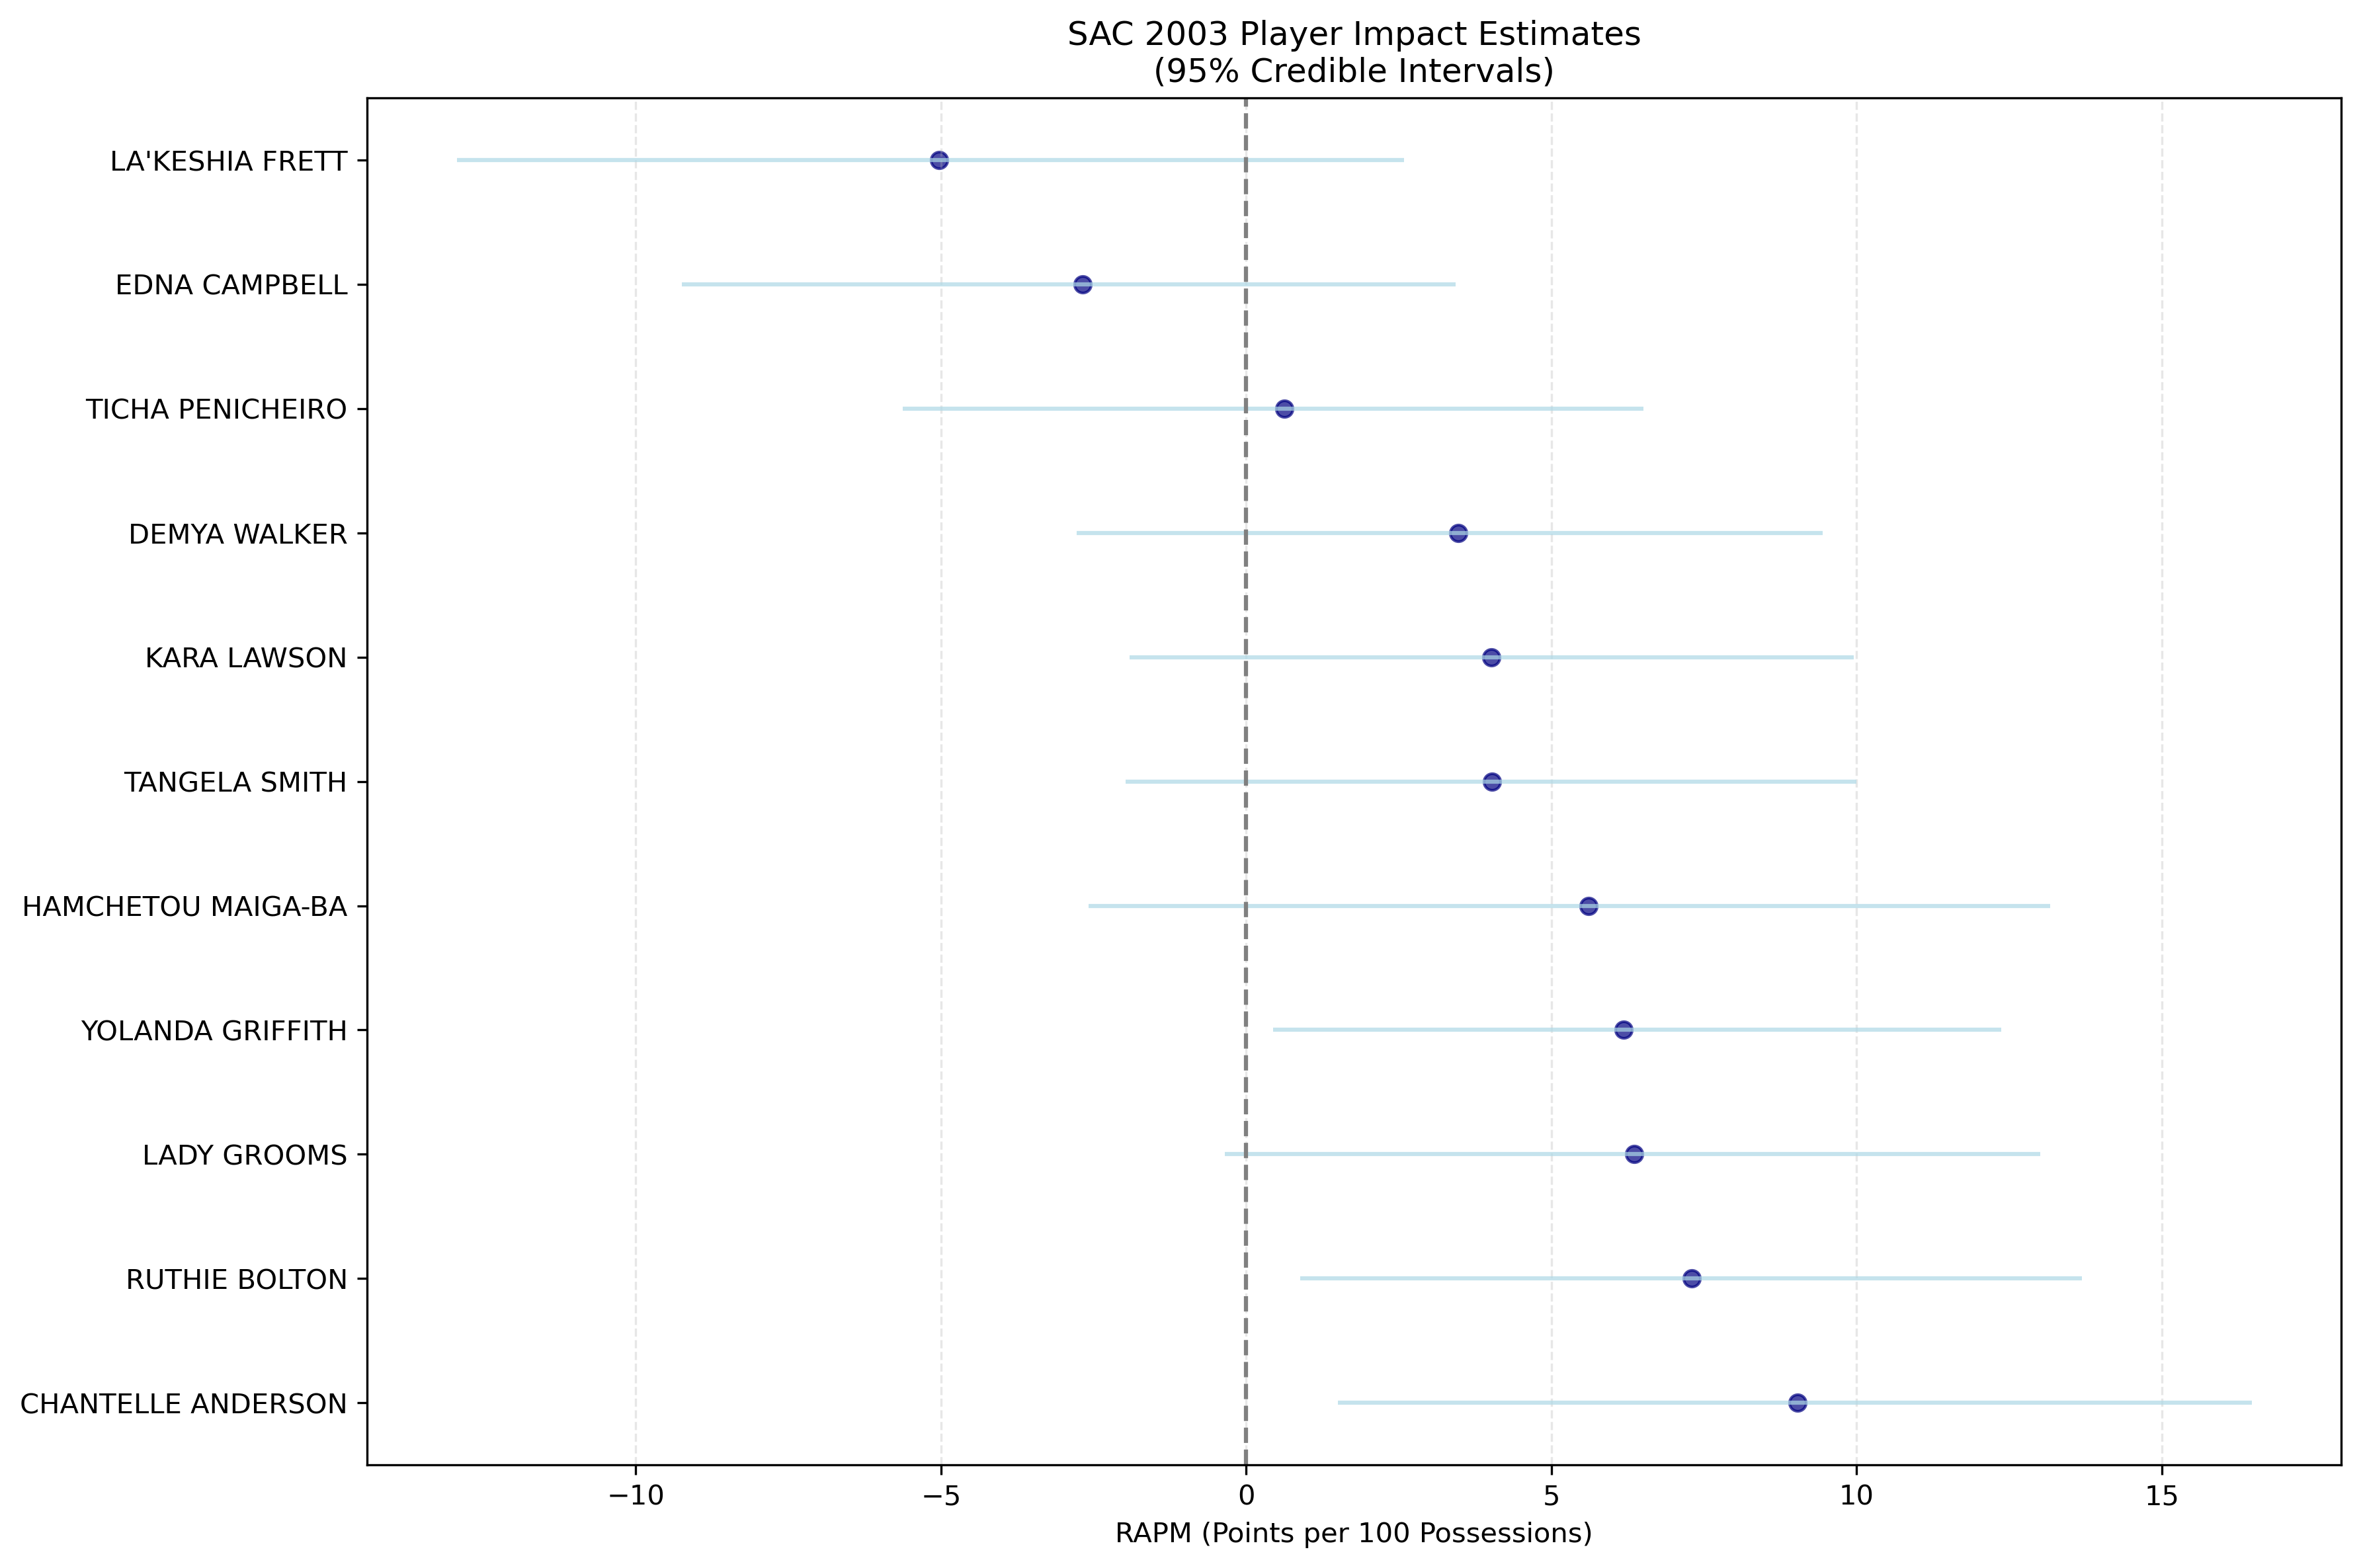 SAC 2003 Player Impact Estimates
(95% Credible Intervals)
LA'KESHIA FRETT
EDNA CAMPBELL
TICHA PENICHEIRO
DEMYA WALKER
KARA LAWSON
TANGELA SMITH
HAMCHETOU MAIGA-BA
YOLANDA GRIFFITH
LADY GROOMS
RUTHIE BOLTON
CHANTELLE ANDERSON
−10 −5 0 5 10 15
RAPM (Points per 100 Possessions)